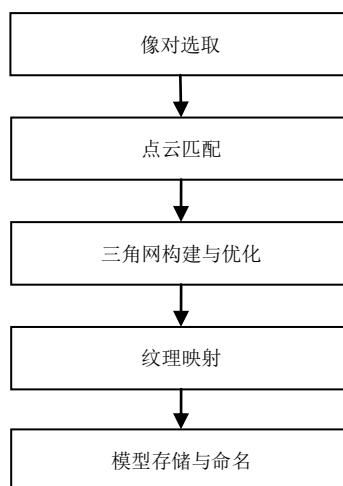 像对选取
点云匹配
三角网构建与优化
纹理映射
模型存储与命名